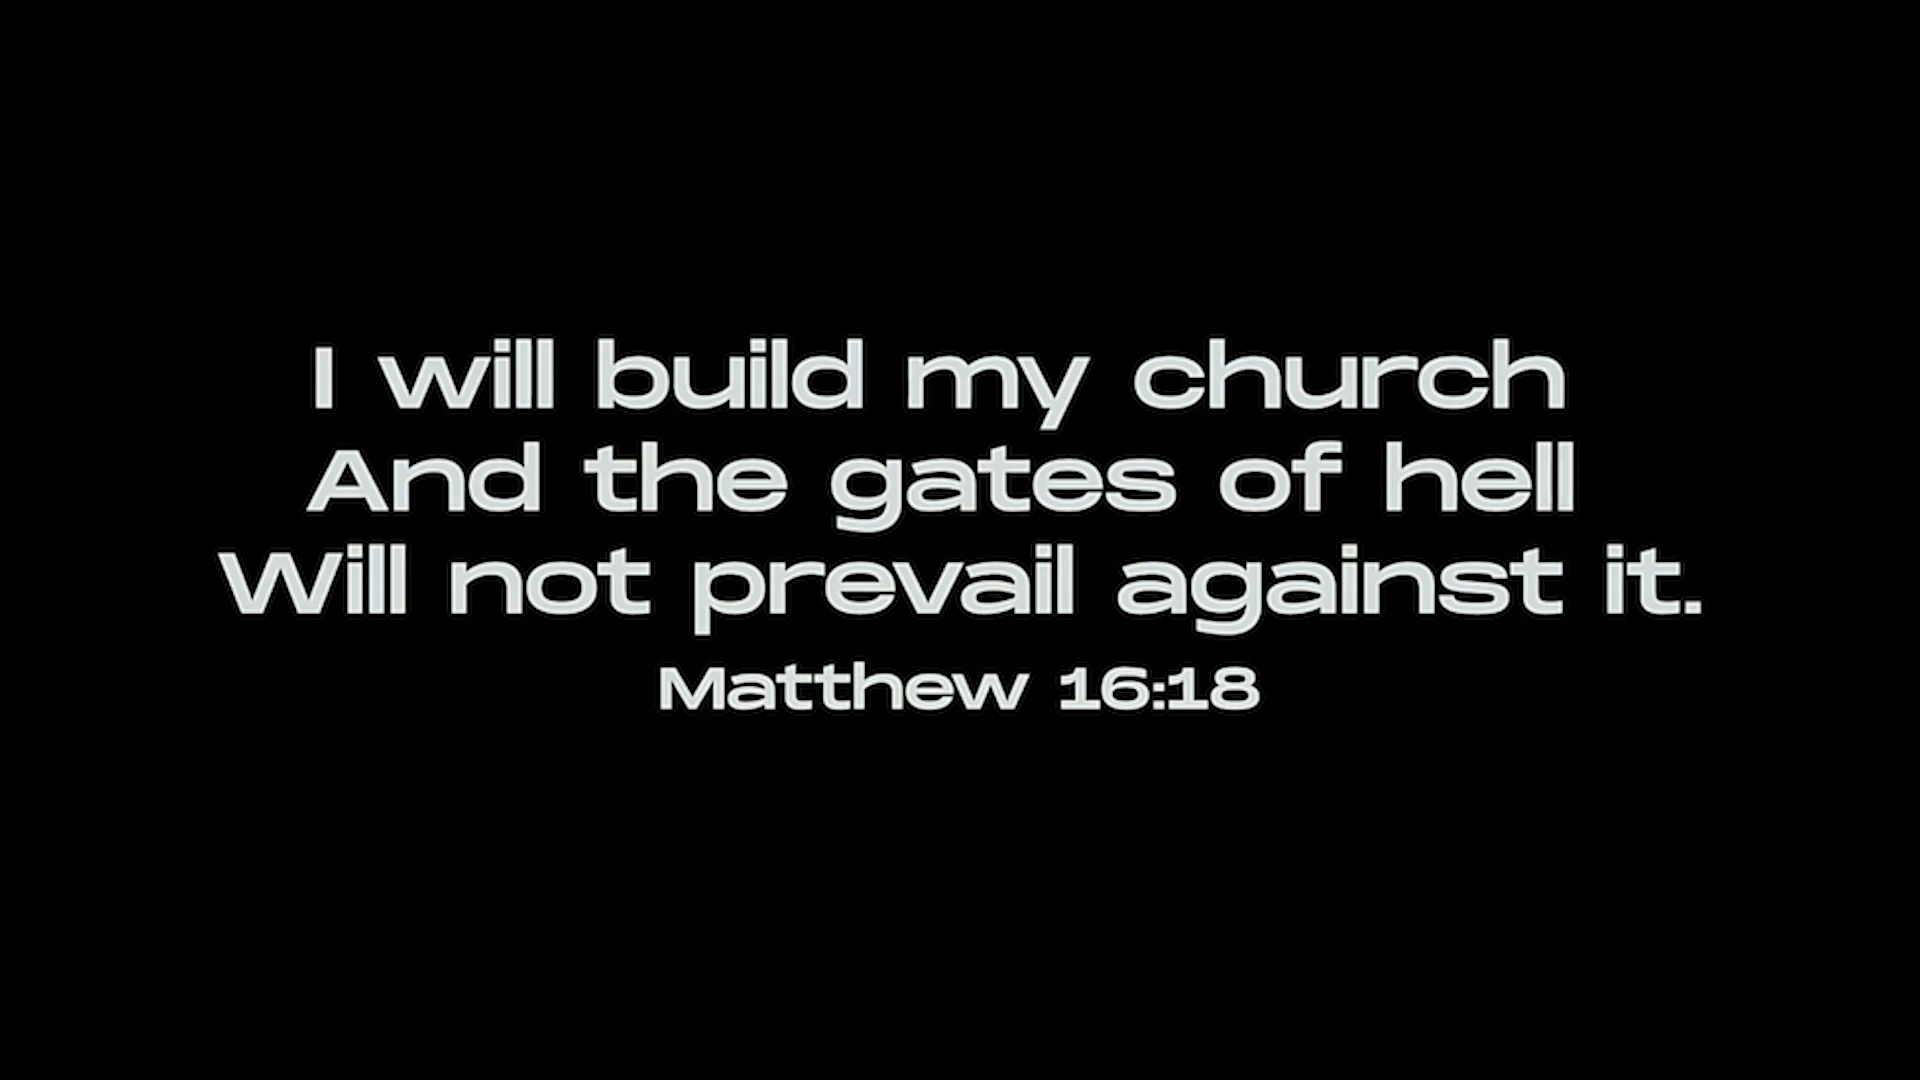 I will build my church
And the gates of hell
Will not prevail against it.
Matthew 16:18